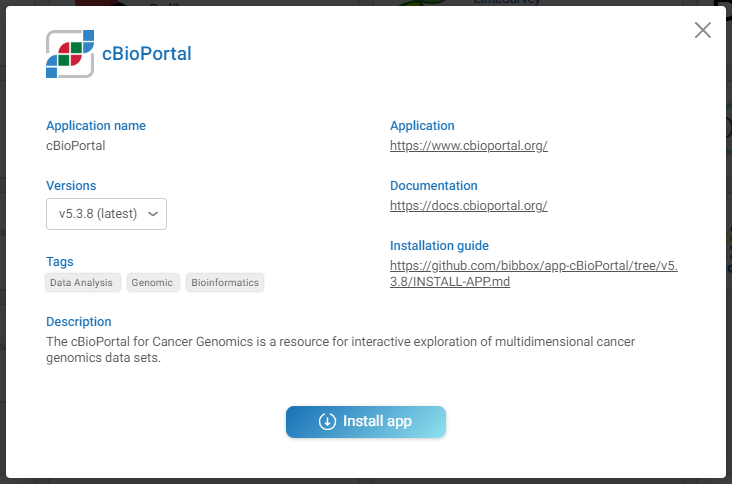 cBioPortal
Application name
cBioPortal
Application
https://www.cbioportal.org/
Versions
v5.3.8 (latest)
Documentation
https://docs.cbioportal.org/
Tags
Data Analysis
Genomic
Bioinformatics
Installation guide
https://github.com/bibbox/app-cBioPortal/tree/v5.
3.8/INSTALL-APP.md
Description
The cBioPortal for Cancer Genomics is a resource for interactive exploration of multidimensional cancer
genomics data sets.
Install app